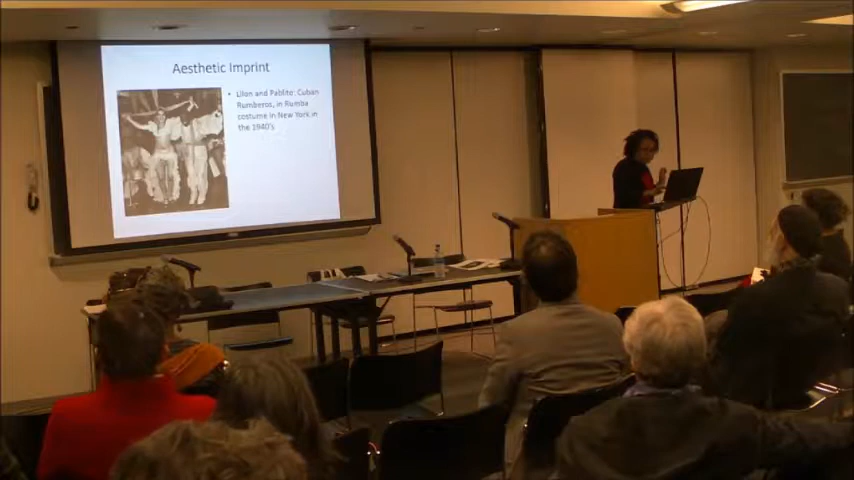 Aesthetic Imprint
• Lilon and Pablito: Cuban
Rumberos, in Rumba
costume in New York in
the 1940's